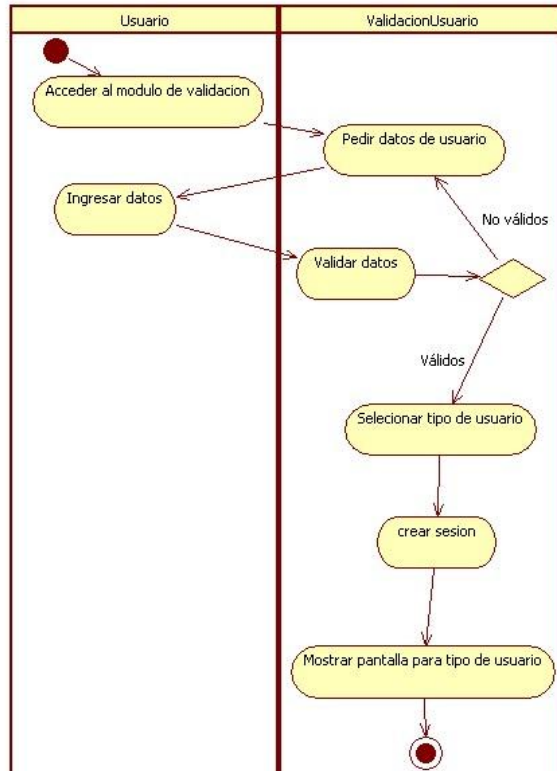 Usuario
ValidacionUsuario
Acceder al modulo de validacion
Pedir datos de usuario
Ingresar datos
No válidos
Validar datos
Válidos
Selecionar tipo de usuario
crear sesion
Mostrar pantalla para tipo de usuario